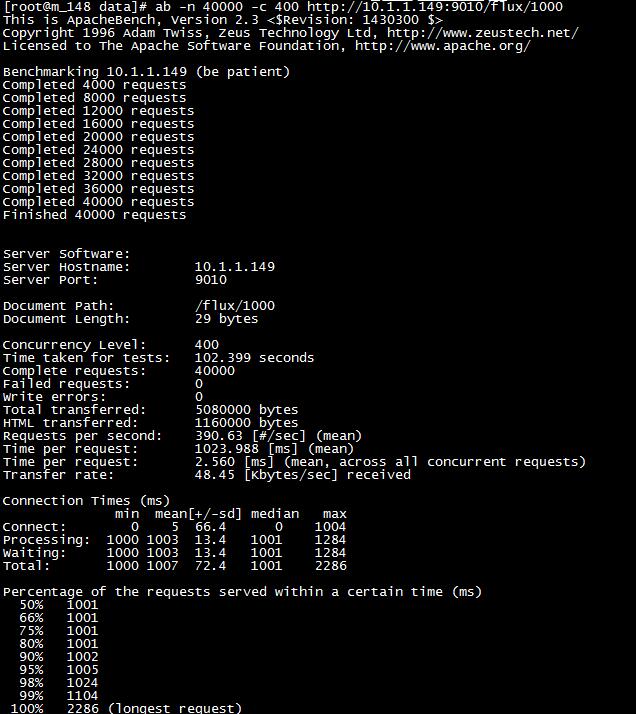 [root@m_148 data]# ab -n 40000 -c 400 http://10.1.1.149:9010/flux/1000
This is ApacheBench, Version 2.3 <$Revision: 1430300 $>
Copyright 1996 Adam Twiss, Zeus Technology Ltd, http://www.zeustech.net/
Licensed to The Apache Software Foundation, http://www.apache.org/

Benchmarking 10.1.1.149 (be patient)
Completed 4000 requests
Completed 8000 requests
Completed 12000 requests
Completed 16000 requests
Completed 20000 requests
Completed 24000 requests
Completed 28000 requests
Completed 32000 requests
Completed 36000 requests
Completed 40000 requests
Finished 40000 requests

Server Software:
Server Hostname:        10.1.1.149
Server Port:            9010

Document Path:          /flux/1000
Document Length:        29 bytes

Concurrency Level:      400
Time taken for tests:   102.399 seconds
Complete requests:      40000
Failed requests:        0
Write errors:           0
Total transferred:      5080000 bytes
HTML transferred:       1160000 bytes
Requests per second:    390.63 [#/sec] (mean)
Time per request:       1023.988 [ms] (mean)
Time per request:       2.560 [ms] (mean, across all concurrent requests)
Transfer rate:          48.45 [Kbytes/sec] received

Connection Times (ms)
              min  mean[+/-sd] median   max
Connect:        0    5  66.4      0    1004
Processing:  1000 1003  13.4   1001    1284
Waiting:     1000 1003  13.4   1001    1284
Total:       1000 1007  72.4   1001    2286

Percentage of the requests served within a certain time (ms)
  50%   1001
  66%   1001
  75%   1001
  80%   1001
  90%   1002
  95%   1005
  98%   1024
  99%   1104
 100%   2286 (longest request)